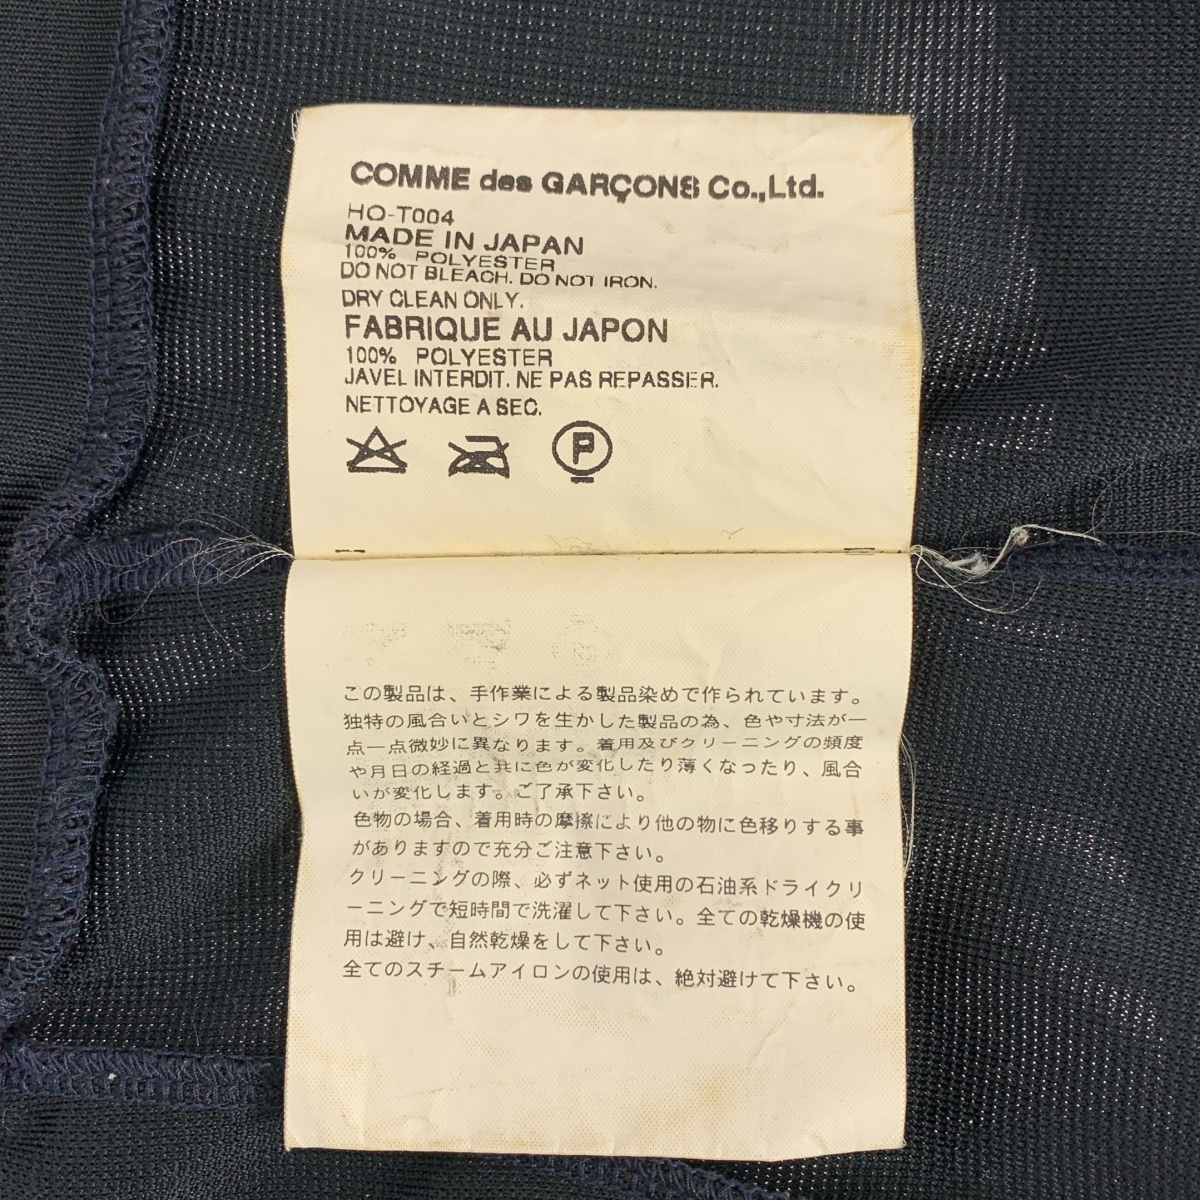 COMME des GARÇONS Co.,Ltd.
HO-T004
MADE IN JAPAN
100% POLYESTER
DO NOT BLEACH. DO NOT IRON.
DRY CLEAN ONLY.
FABRIQUE AU JAPON
100% POLYESTER
JAVEL INTERDIT. NE PAS REPASSER.
NETTOYAGE A SEC.
P
この製品は、手作業による製品染めで作られています。
独特の風合いとシワを生かした製品の為、色や寸法が一
点一点微妙に異なります。着用及びクリーニングの頻度
や月日の経過と共に色が変化したり薄くなったり、風合
いが変化します。ご了承下さい。
色物の場合、着用時の摩擦により他の物に色移りする事
がありますので充分ご注意下さい。
クリーニングの際、必ずネット使用の石油系ドライクリ
ーニングで短時間で洗濯して下さい。全ての乾燥機の使
用は避け、自然乾燥をして下さい。
全てのスチームアイロンの使用は、絶対避けて下さい。